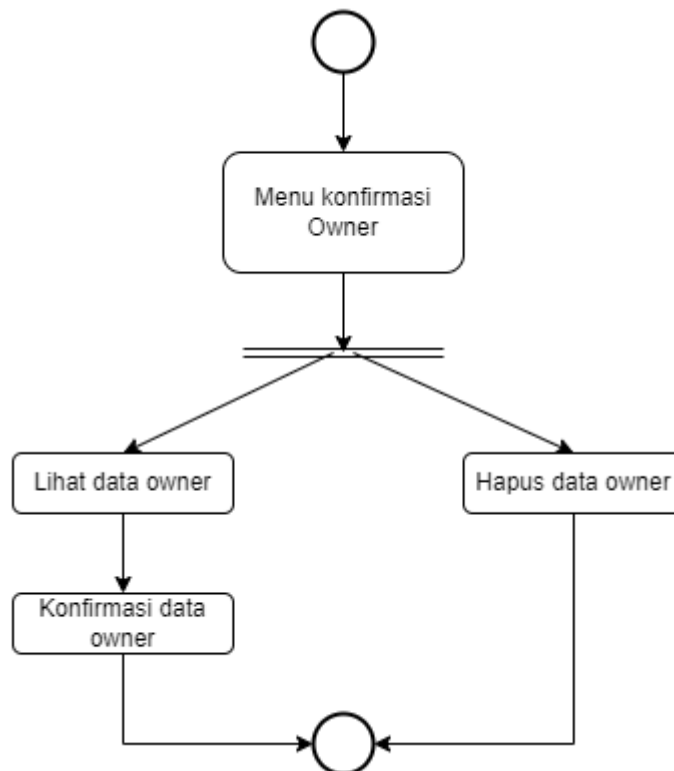 Menu konfirmasi
Owner
Lihat data owner
Hapus data owner
Konfirmasi data
owner